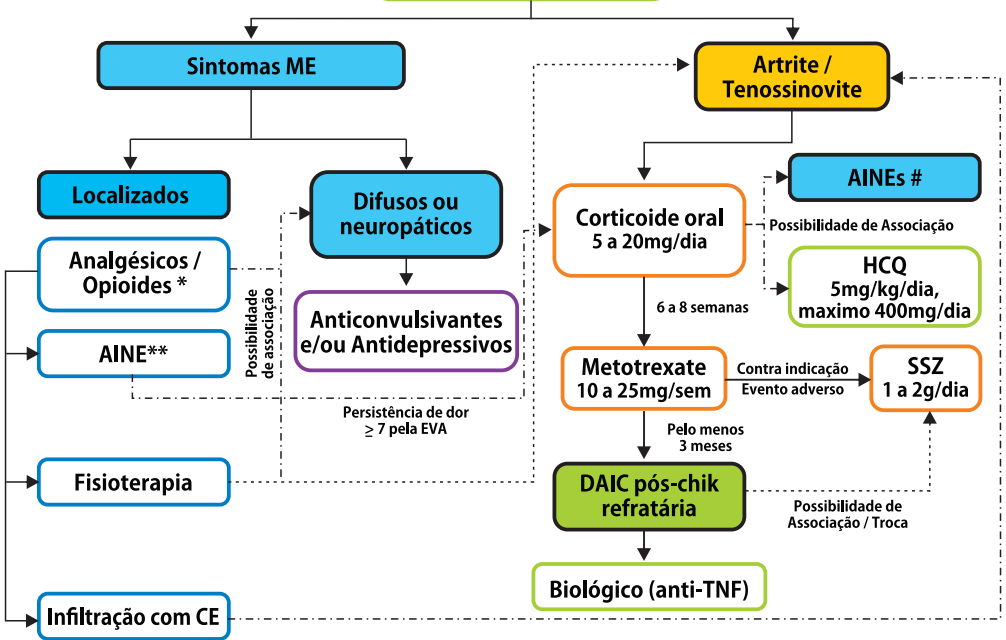 Sintomas ME
Artrite /
Tenossinovite
Localizados
Difusos ou
neuropáticos
AINEs #
Corticoide oral
5 a 20mg/dia
Possibilidade de Associação
Analgésicos /
Opioides *
HCQ
5mg/kg/dia,
maximo 400mg/dia
Possibilidade
de associação
Anticonvulsivantes
e/ou Antidepressivos
6 a 8 semanas
AINE**
Metotrexate
10 a 25mg/sem
Contra indicação
Evento adverso
SSZ
1 a 2g/dia
Persistência de dor
≥ 7 pela EVA
Pelo menos
3 meses
Fisioterapia
DAIC pós-chik
refratária
Possibilidade de
Associação / Troca
Biológico (anti-TNF)
Infiltração com CE